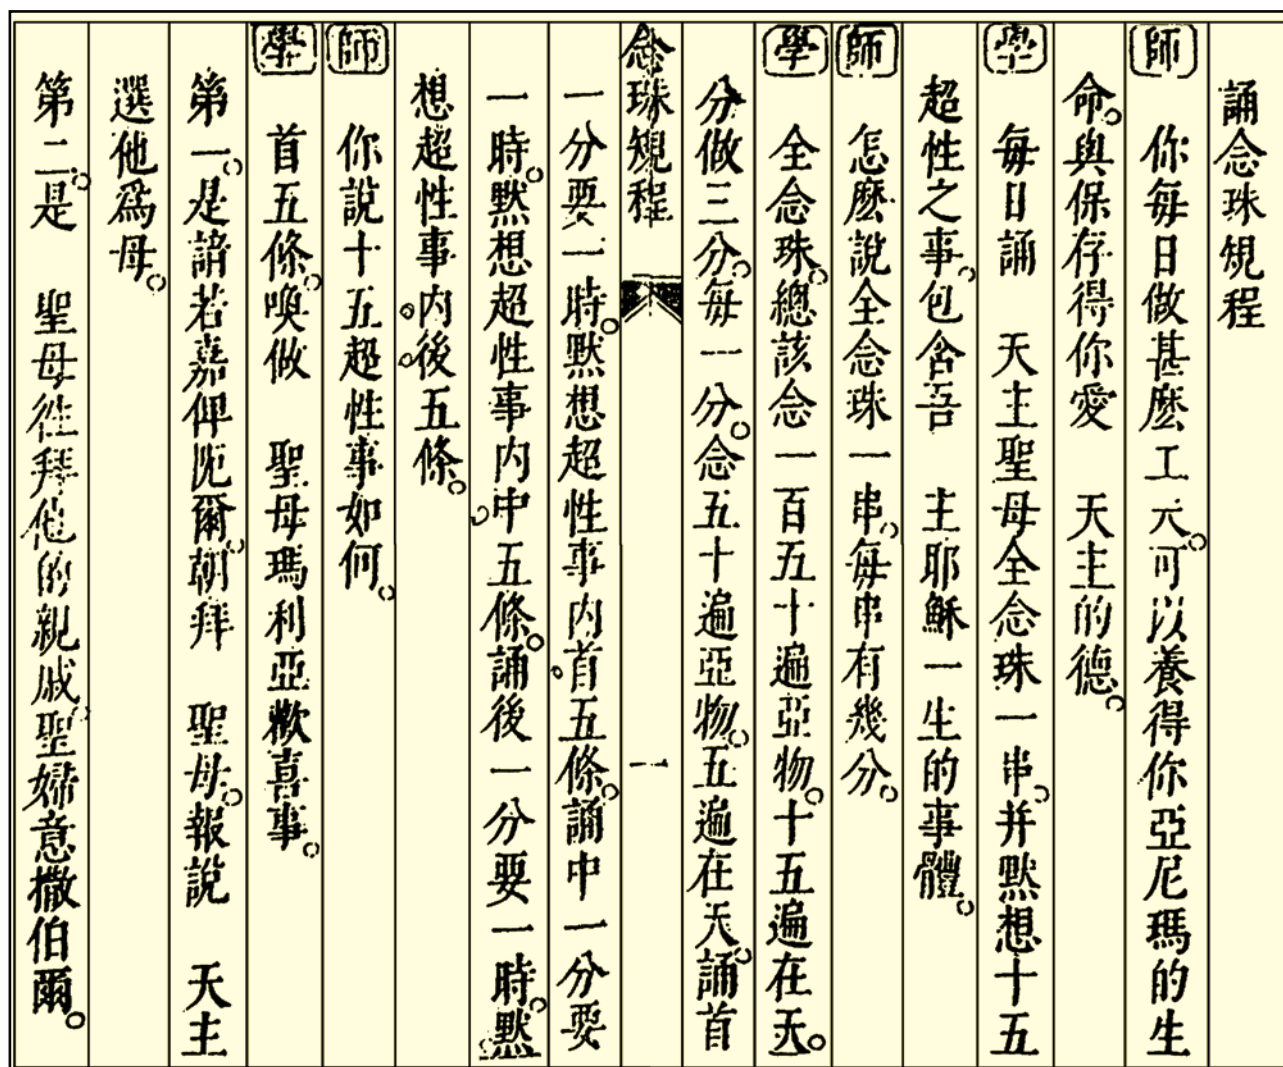 誦念珠規程
師 你每日做甚麽工夫。可以養得你亞尼瑪的生
命。與保存得你愛 天主的德。
學 每日誦 天主聖母全念珠一串。并默想十五
超性之事。包含吾 主耶穌一生的事體。
師 怎麽說全念珠一串。每串有幾分。
學 全念珠。總該念一百五十遍亞物。十五遍在天。
分做三分。每一分。念五十遍亞物。五遍在天。誦首
念珠規程 一
一分要一時。默想超性事内首五條。誦中一分要
一時。默想超性事内中五條。誦後一分要一時。默
想超性事内後五條。
師 你說十五超性事如何。
學 首五條。喚做 聖母瑪利亞歡喜事。
第一。是諳若嘉俾阨爾。朝拜 聖母。報說 天主
選他爲母。
第二。是 聖母徃拜他的親戚。聖婦意撒伯爾。